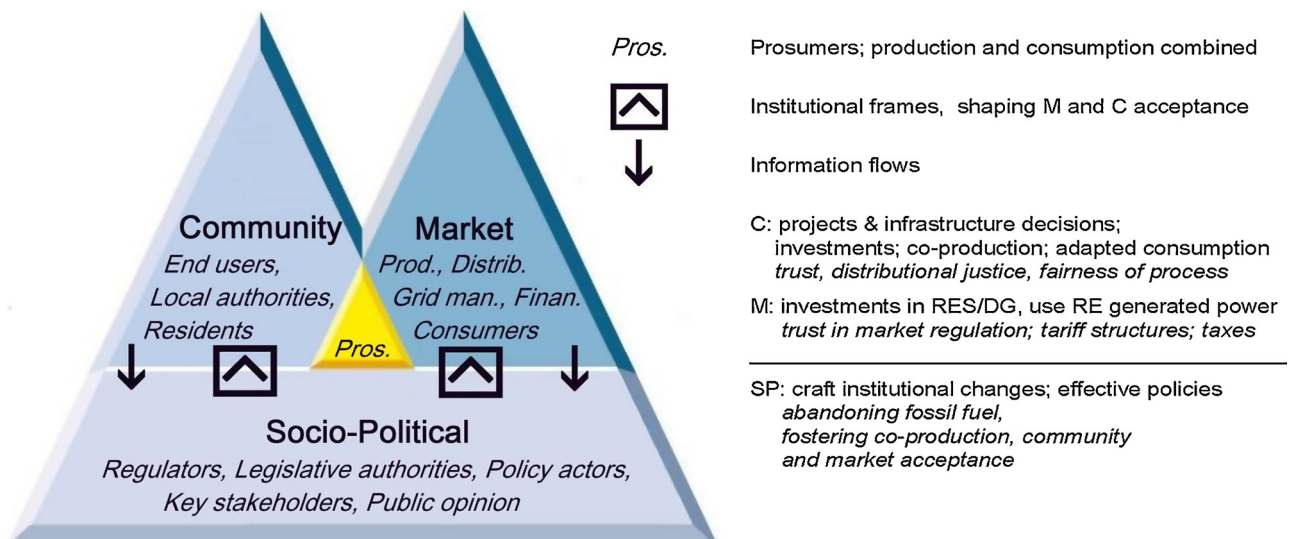 Community
End users,
Local authorities,
Residents
Market
Prod., Distrib.
Grid man., Finan.
Consumers
Pros.
Socio-Political
Regulators, Legislative authorities, Policy actors,
Key stakeholders, Public opinion
Pros.
Prosumers; production and consumption combined
Institutional frames, shaping M and C acceptance
Information flows
C: projects & infrastructure decisions;
investments; co-production; adapted consumption
trust, distributional justice, fairness of process
M: investments in RES/DG, use RE generated power
trust in market regulation; tariff structures; taxes
SP: craft institutional changes; effective policies
abandoning fossil fuel,
fostering co-production, community
and market acceptance